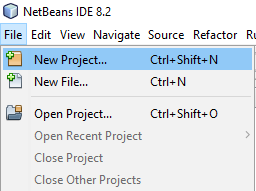 NetBeans IDE 8.2
File Edit View Navigate Source Refactor
New Project... Ctrl+Shift+N
New File... Ctrl+N
Open Project... Ctrl+Shift+O
Open Recent Project
Close Project
Close Other Projects